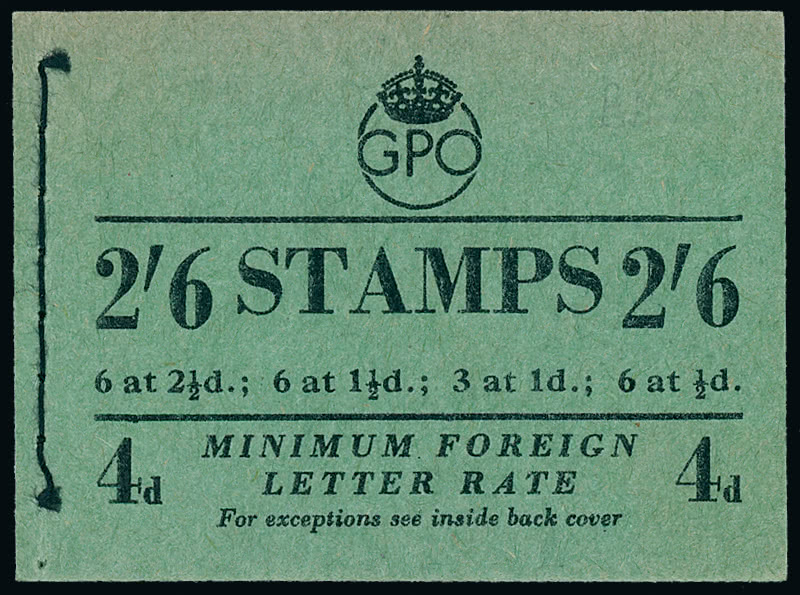 GPO
2'6 STAMPS 2'6
6 at 2½d.; 6 at 1½d.; 3 at 1d.; 6 at ½d.
4d MINIMUM FOREIGN LETTER RATE 4d
For exceptions see inside back cover